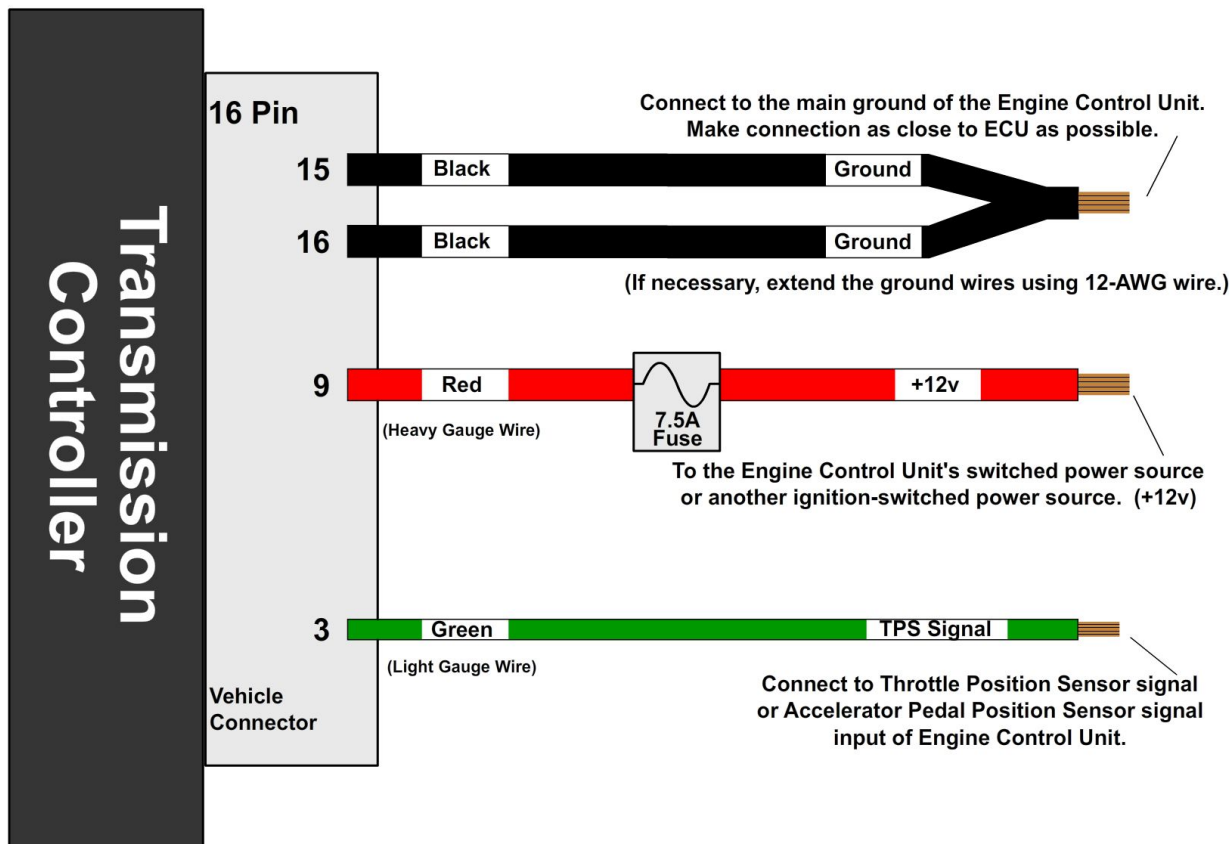 Transmission
Controller
16 Pin
Connect to the main ground of the Engine Control Unit.
Make connection as close to ECU as possible.
15
Black
Ground
16
Black
Ground
(If necessary, extend the ground wires using 12-AWG wire.)
9
Red
7.5A
Fuse
+12v
(Heavy Gauge Wire)
To the Engine Control Unit's switched power source
or another ignition-switched power source. (+12v)
3
Green
TPS Signal
(Light Gauge Wire)
Connect to Throttle Position Sensor signal
or Accelerator Pedal Position Sensor signal
input of Engine Control Unit.
Vehicle
Connector